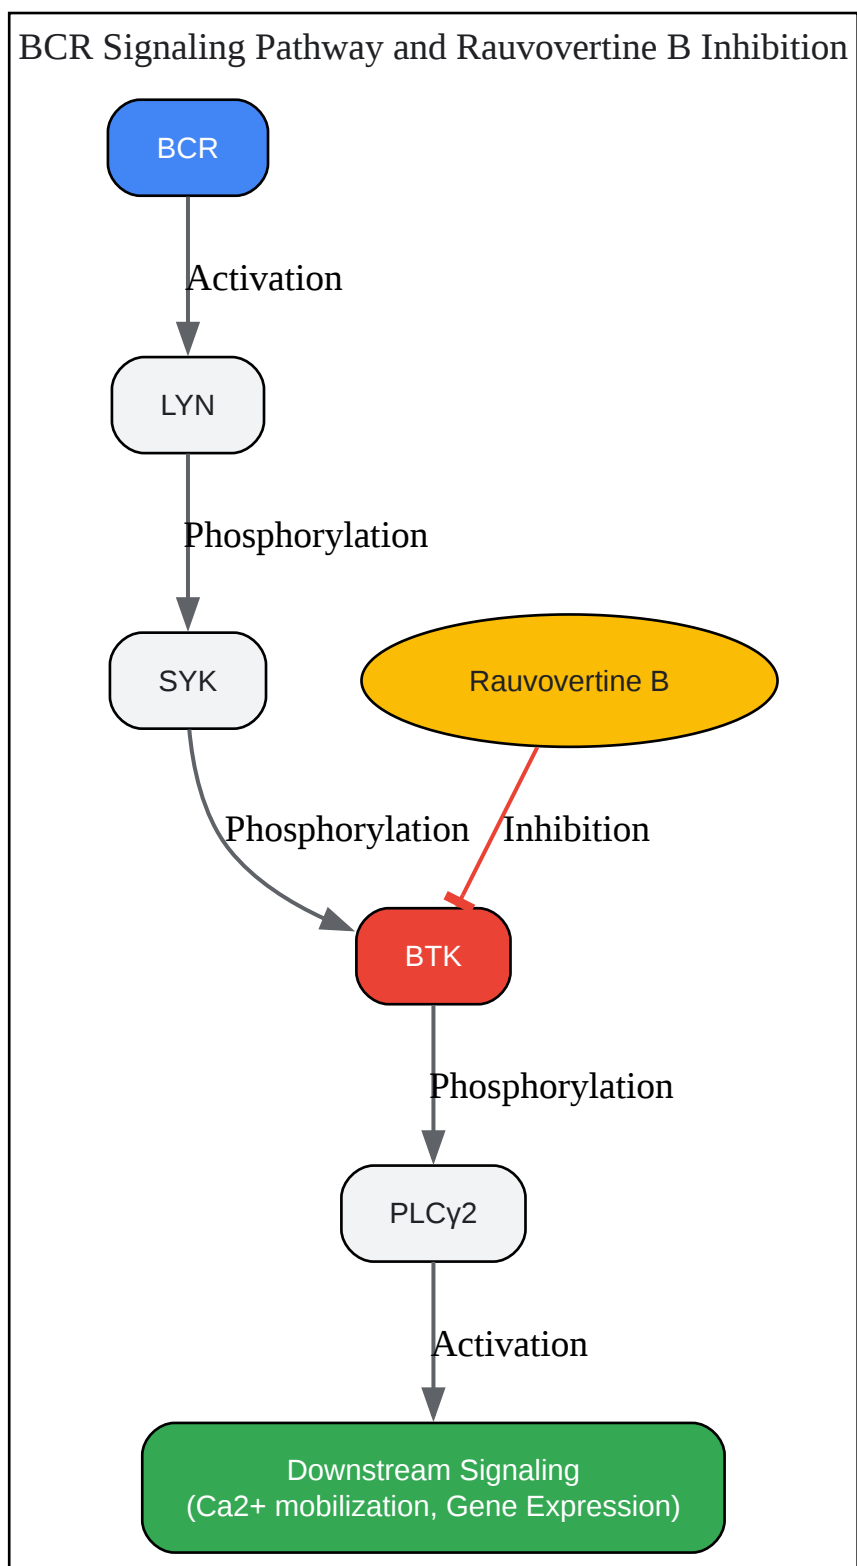 BCR Signaling Pathway and Rauvovertine B Inhibition
BCR
Activation
LYN
Phosphorylation
SYK
Rauvovertine B
Phosphorylation
Inhibition
BTK
Phosphorylation
PLCγ2
Activation
Downstream Signaling
(Ca2+ mobilization, Gene Expression)